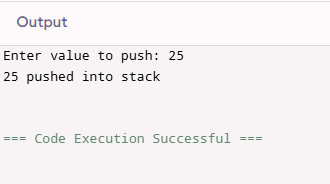 Output
Enter value to push: 25
25 pushed into stack
=== Code Execution Successful ===